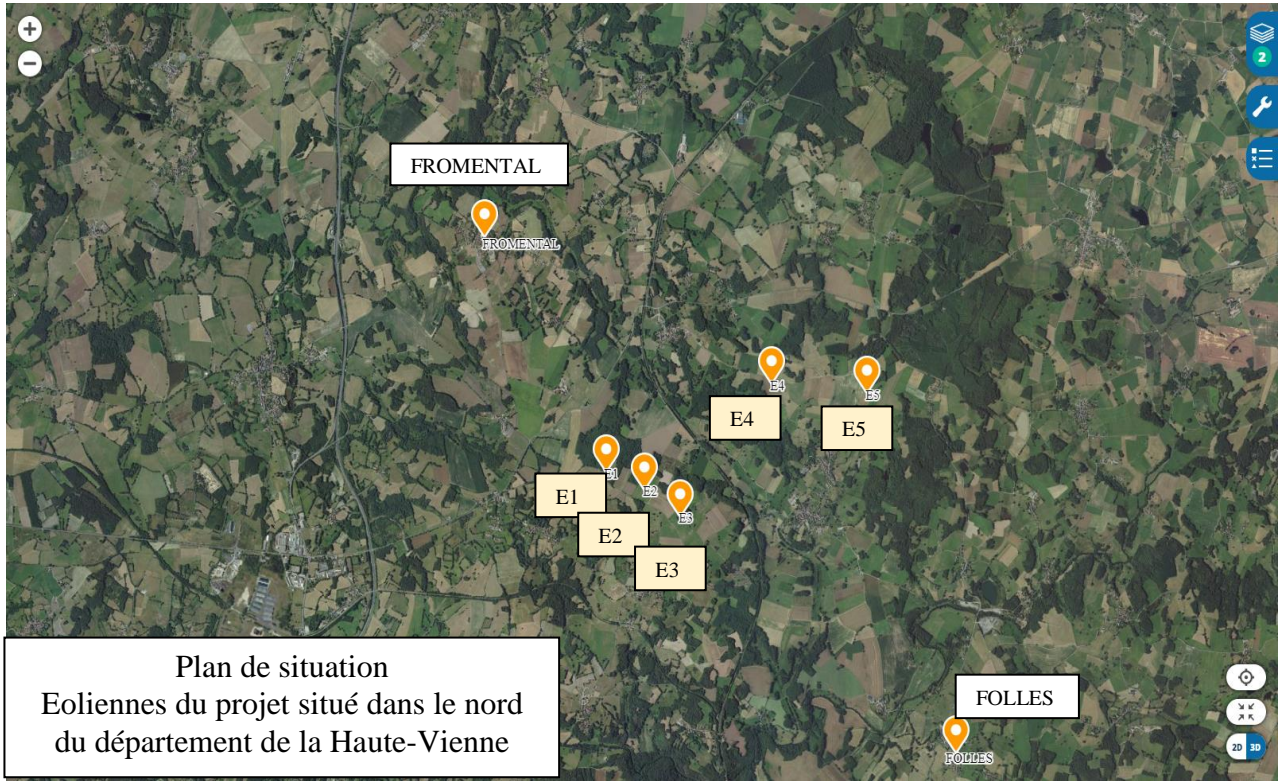 2
FROMENTAL
FROMENTAL
E4
E5
E4
E5
E1
E2
E1
E3
E2
E3
Plan de situation
Eoliennes du projet situé dans le nord
du département de la Haute-Vienne
FOLLES
FOLLES
2D 3D